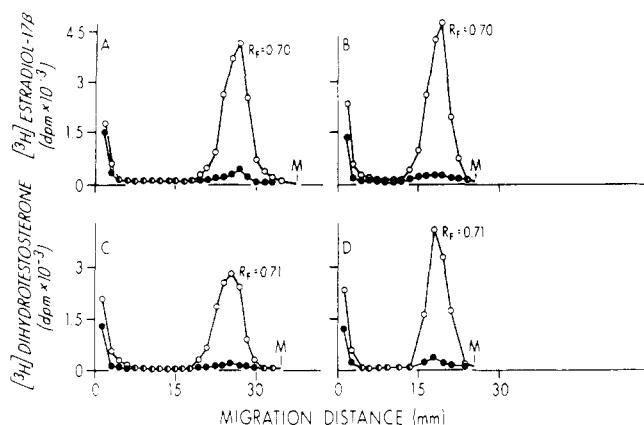 [³H] ESTRADIOL-17β
(dpm × 10⁻³)
4.5
3
1.5
0
A
R_F=0.70
M
B
R_F=0.70
M
[³H] DIHYDROTESTOSTERONE
(dpm × 10⁻³)
3
1.5
0
C
R_F=0.71
M
D
R_F=0.71
M
0 15 30 0 15 30
MIGRATION DISTANCE (mm)